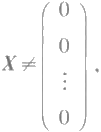 X ≠ ( 0
0
⋮
0 ) ,